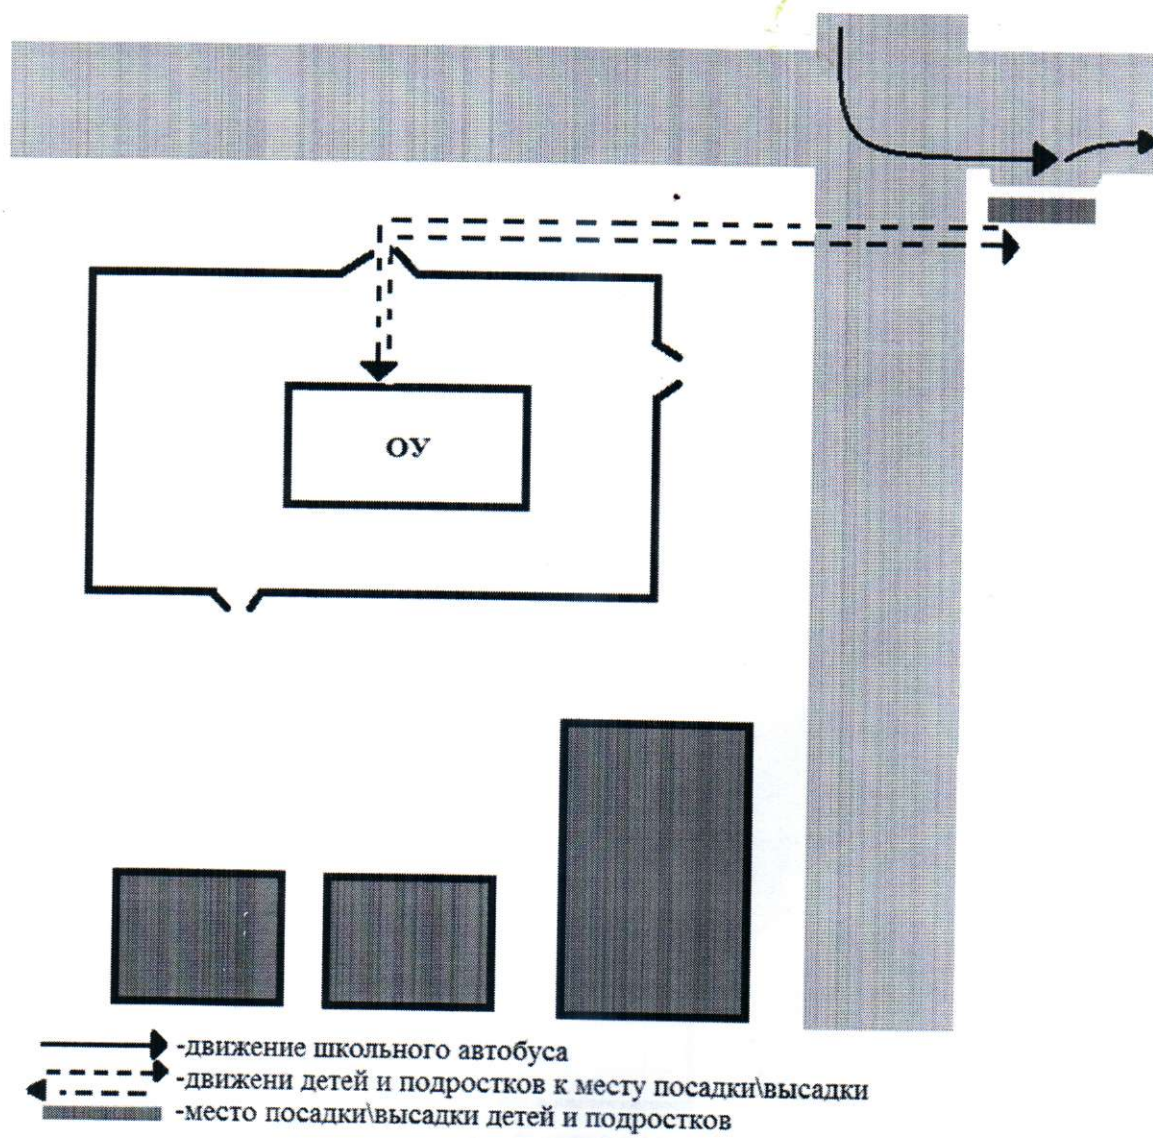 ОУ
-движение школьного автобуса
-движени детей и подростков к месту посадки\высадки
-место посадки\высадки детей и подростков